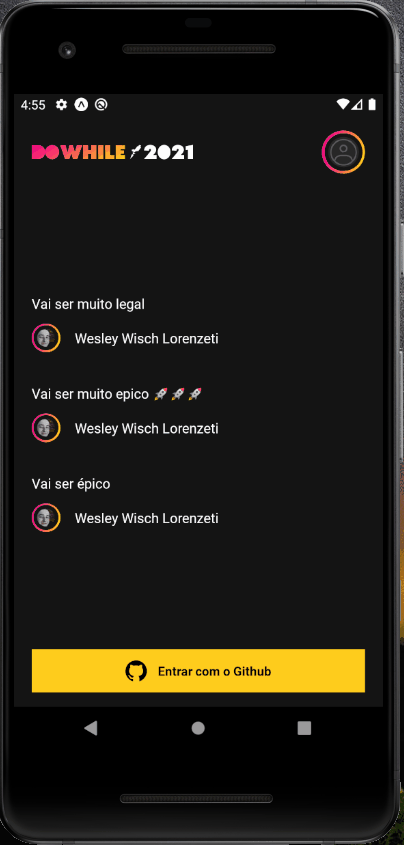 4:55
DOWHILE 2021
Vai ser muito legal
Wesley Wisch Lorenzeti
Vai ser muito epico 🚀🚀🚀
Wesley Wisch Lorenzeti
Vai ser épico
Wesley Wisch Lorenzeti
Entrar com o Github